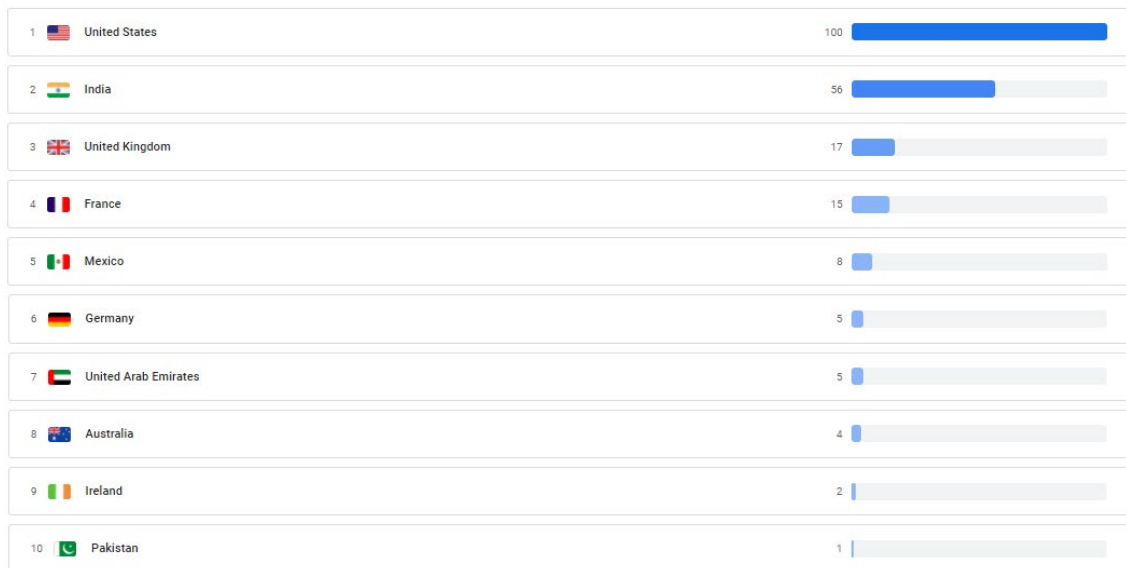 1 United States 100
2 India 56
3 United Kingdom 17
4 France 15
5 Mexico 8
6 Germany 5
7 United Arab Emirates 5
8 Australia 4
9 Ireland 2
10 Pakistan 1